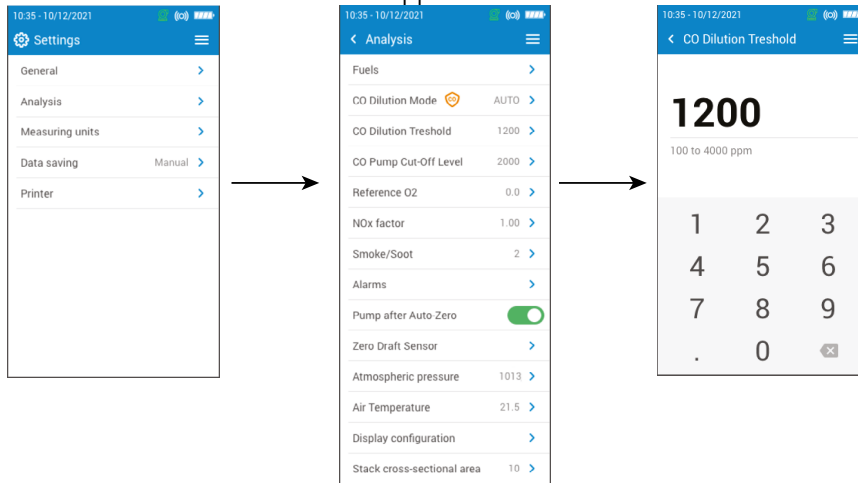 10:35 - 10/12/2021
Settings
General
Analysis
Measuring units
Data saving Manual
Printer
10:35 - 10/12/2021
Analysis
Fuels
CO Dilution Mode CO AUTO
CO Dilution Treshold 1200
CO Pump Cut-Off Level 2000
Reference O2 0.0
NOx factor 1.00
Smoke/Soot 2
Alarms
Pump after Auto-Zero
Zero Draft Sensor
Atmospheric pressure 1013
Air Temperature 21.5
Display configuration
Stack cross-sectional area 10
10:35 - 10/12/2021
CO Dilution Treshold
1200
100 to 4000 ppm
1 2 3
4 5 6
7 8 9
. 0